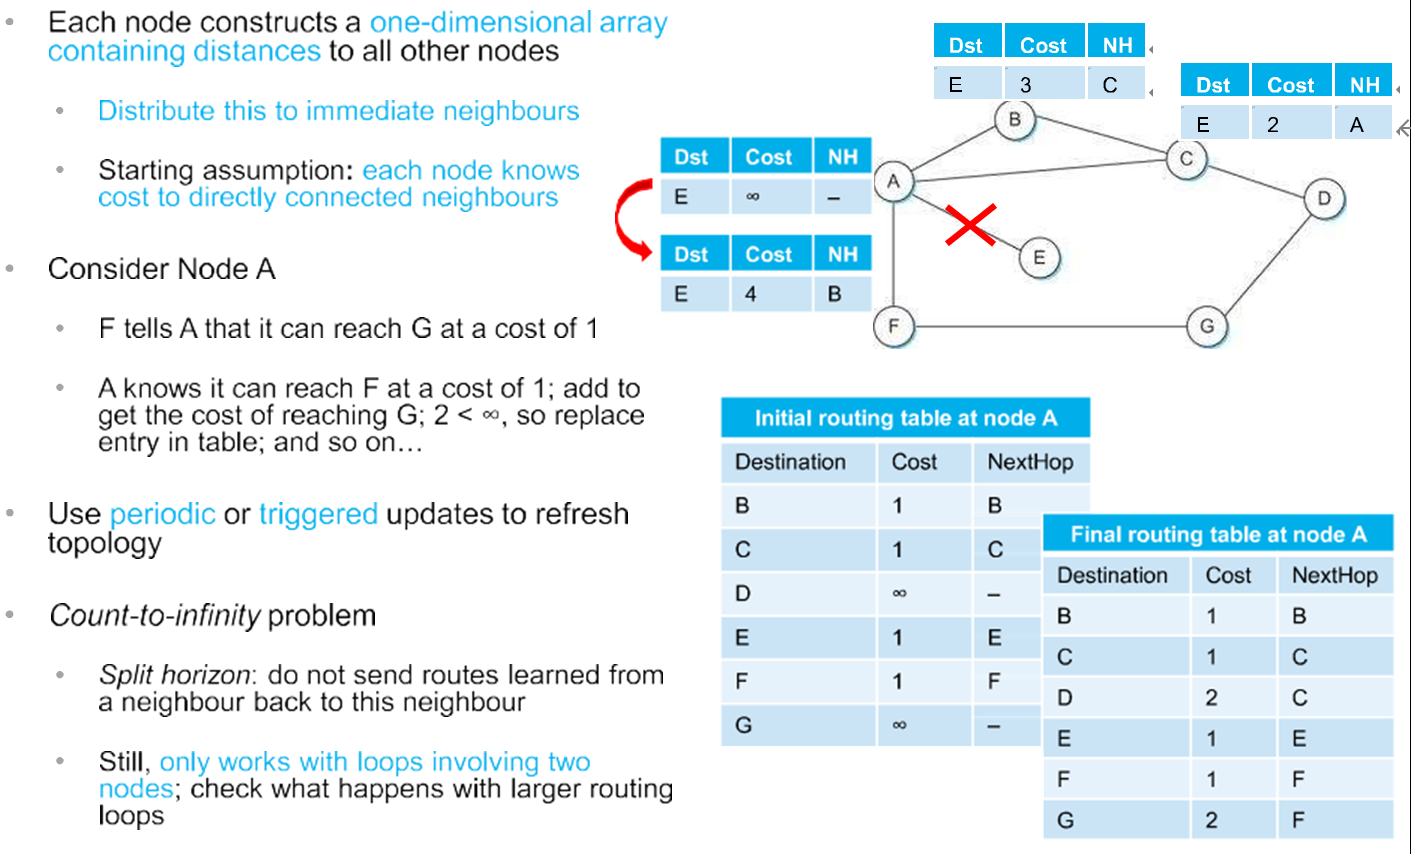 • Each node constructs a one-dimensional array
containing distances to all other nodes
• Distribute this to immediate neighbours
• Starting assumption: each node knows
cost to directly connected neighbours
• Consider Node A
• F tells A that it can reach G at a cost of 1
• A knows it can reach F at a cost of 1; add to
get the cost of reaching G; 2 < ∞, so replace
entry in table; and so on…
• Use periodic or triggered updates to refresh
topology
• Count-to-infinity problem
• Split horizon: do not send routes learned from
a neighbour back to this neighbour
• Still, only works with loops involving two
nodes; check what happens with larger routing
loops
Dst Cost NH
E 3 C
Dst Cost NH
E 2 A
Dst Cost NH
E ∞ –
Dst Cost NH
E 4 B
B
C
A
D
E
F
G
Initial routing table at node A
Destination Cost NextHop
B 1 B
C 1 C
D ∞ –
E 1 E
F 1 F
G ∞ –
Final routing table at node A
Destination Cost NextHop
B 1 B
C 1 C
D 2 C
E 1 E
F 1 F
G 2 F